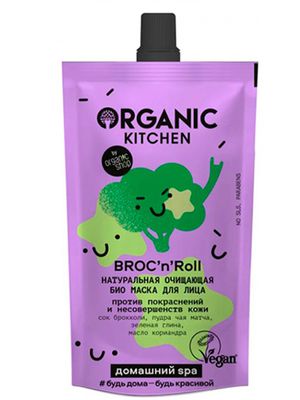 ORGANIC
KITCHEN
by
organic
shop
NO SLS, PARABENS
BROC'n'Roll
НАТУРАЛЬНАЯ ОЧИЩАЮЩАЯ
БИО МАСКА ДЛЯ ЛИЦА
против покраснений
и несовершенств кожи
сок брокколи, пудра чая матча,
зеленая глина,
масло кориандра
Vegan
домашний spa
#будь дома—будь красивой